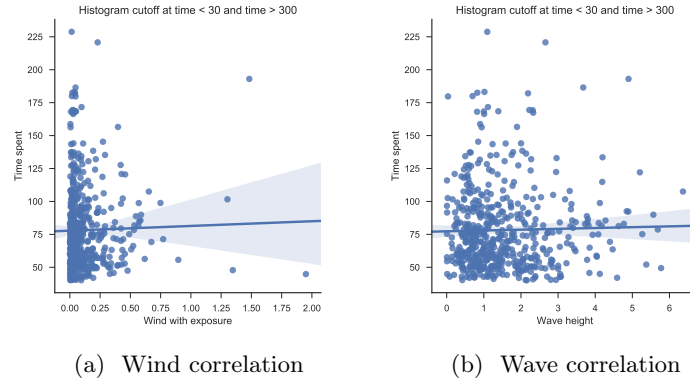 Histogram cutoff at time < 30 and time > 300
225
200
175
150
125
100
75
50
Time spent
0.00 0.25 0.50 0.75 1.00 1.25 1.50 1.75 2.00
Wind with exposure
(a) Wind correlation
Histogram cutoff at time < 30 and time > 300
225
200
175
150
125
100
75
50
Time spent
0 1 2 3 4 5 6
Wave height
(b) Wave correlation